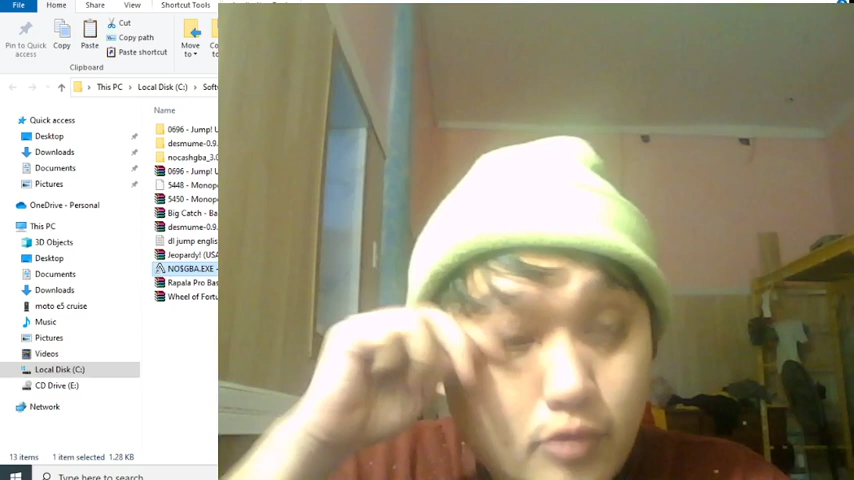 File Home Share View Shortcut Tools
Pin to Quick access
Copy
Paste
Cut
Copy path
Paste shortcut
Move to
Clipboard
This PC > Local Disk (C:) > Softw
Name
Quick access
Desktop
Downloads
Documents
Pictures
OneDrive - Personal
This PC
3D Objects
Desktop
Documents
Downloads
moto e5 cruise
Music
Pictures
Videos
Local Disk (C:)
CD Drive (E:)
Network
0696 - Jump! U
desmume-0.9.
nocashgba_3.0
0696 - Jump! U
5448 - Monop
5450 - Monop
Big Catch - Ba
desmume-0.9.
dl jump englis
Jeopardy! (USA
NO$GBA.EXE -
Rapala Pro Bas
Wheel of Fortu
13 items 1 item selected 1.28 KB
Type here to search